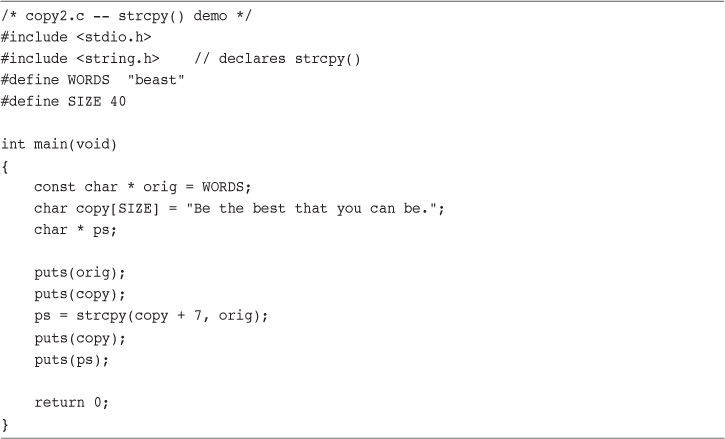 /* copy2.c -- strcpy() demo */
#include <stdio.h>
#include <string.h>    // declares strcpy()
#define WORDS  "beast"
#define SIZE 40

int main(void)
{
    const char * orig = WORDS;
    char copy[SIZE] = "Be the best that you can be.";
    char * ps;

    puts(orig);
    puts(copy);
    ps = strcpy(copy + 7, orig);
    puts(copy);
    puts(ps);

    return 0;
}